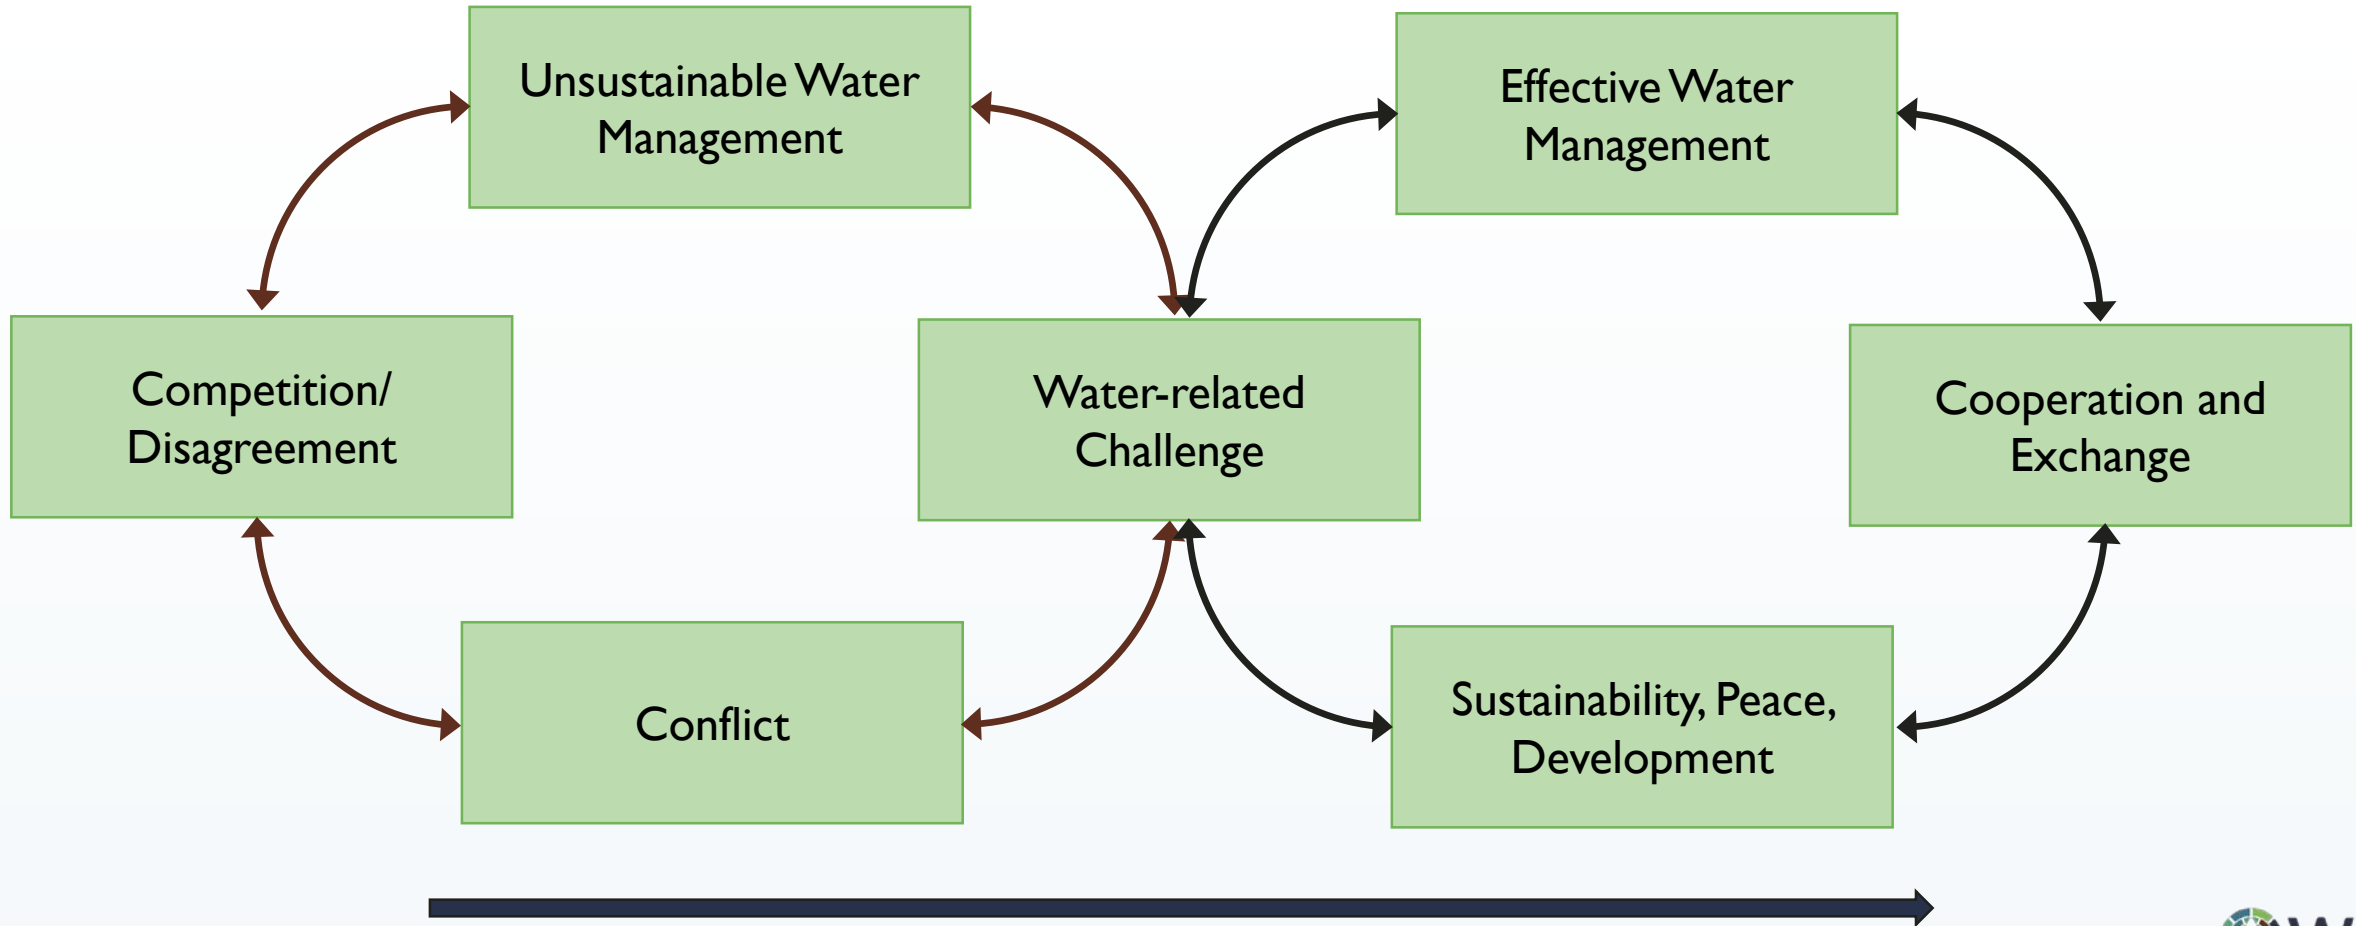 Unsustainable Water
Management
Effective Water
Management
Competition/
Disagreement
Water-related
Challenge
Cooperation and
Exchange
Conflict
Sustainability, Peace,
Development